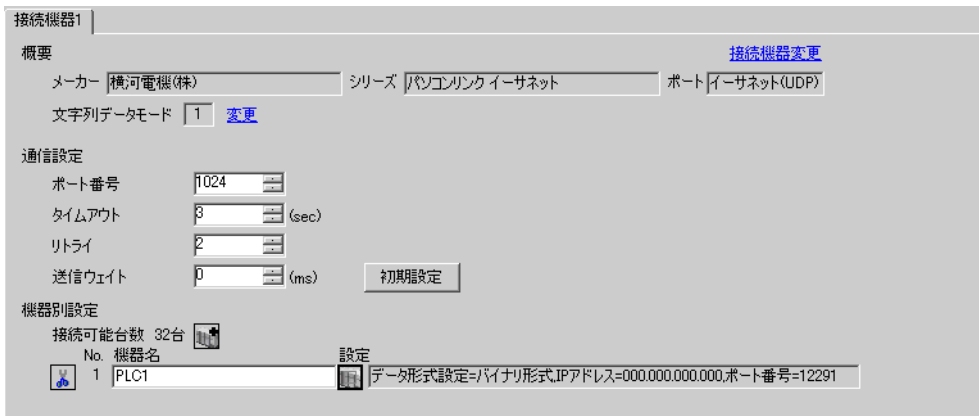 接続機器1
概要
接続機器変更
メーカー 横河電機(株) シリーズ パソコンリンク イーサネット ポート イーサネット(UDP)
文字列データモード 1 変更
通信設定
ポート番号 1024
タイムアウト 3 (sec)
リトライ 2
送信ウェイト 0 (ms) 初期設定
機器別設定
接続可能台数 32台
No. 機器名 設定
1 PLC1 データ形式設定=バイナリ形式,IPアドレス=000.000.000.000,ポート番号=12291